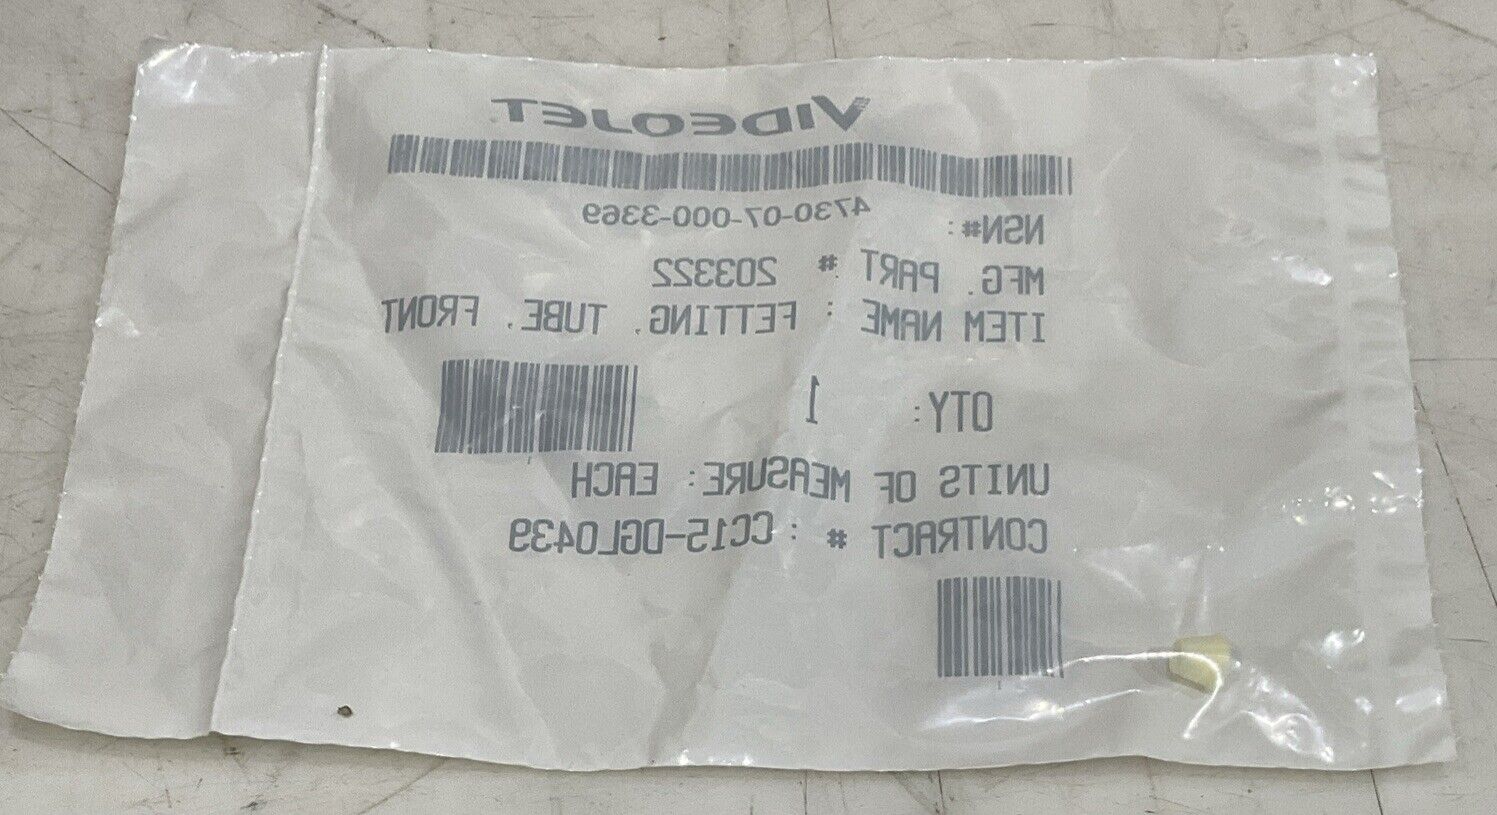 VIDEOJET
NSN#: 4730-07-000-3369
MFG. PART # 203322
ITEM NAME : FETTING, TUBE, FRONT
QTY: 1
UNITS OF MEASURE: EACH
CONTRACT # : CC15-DGL0439